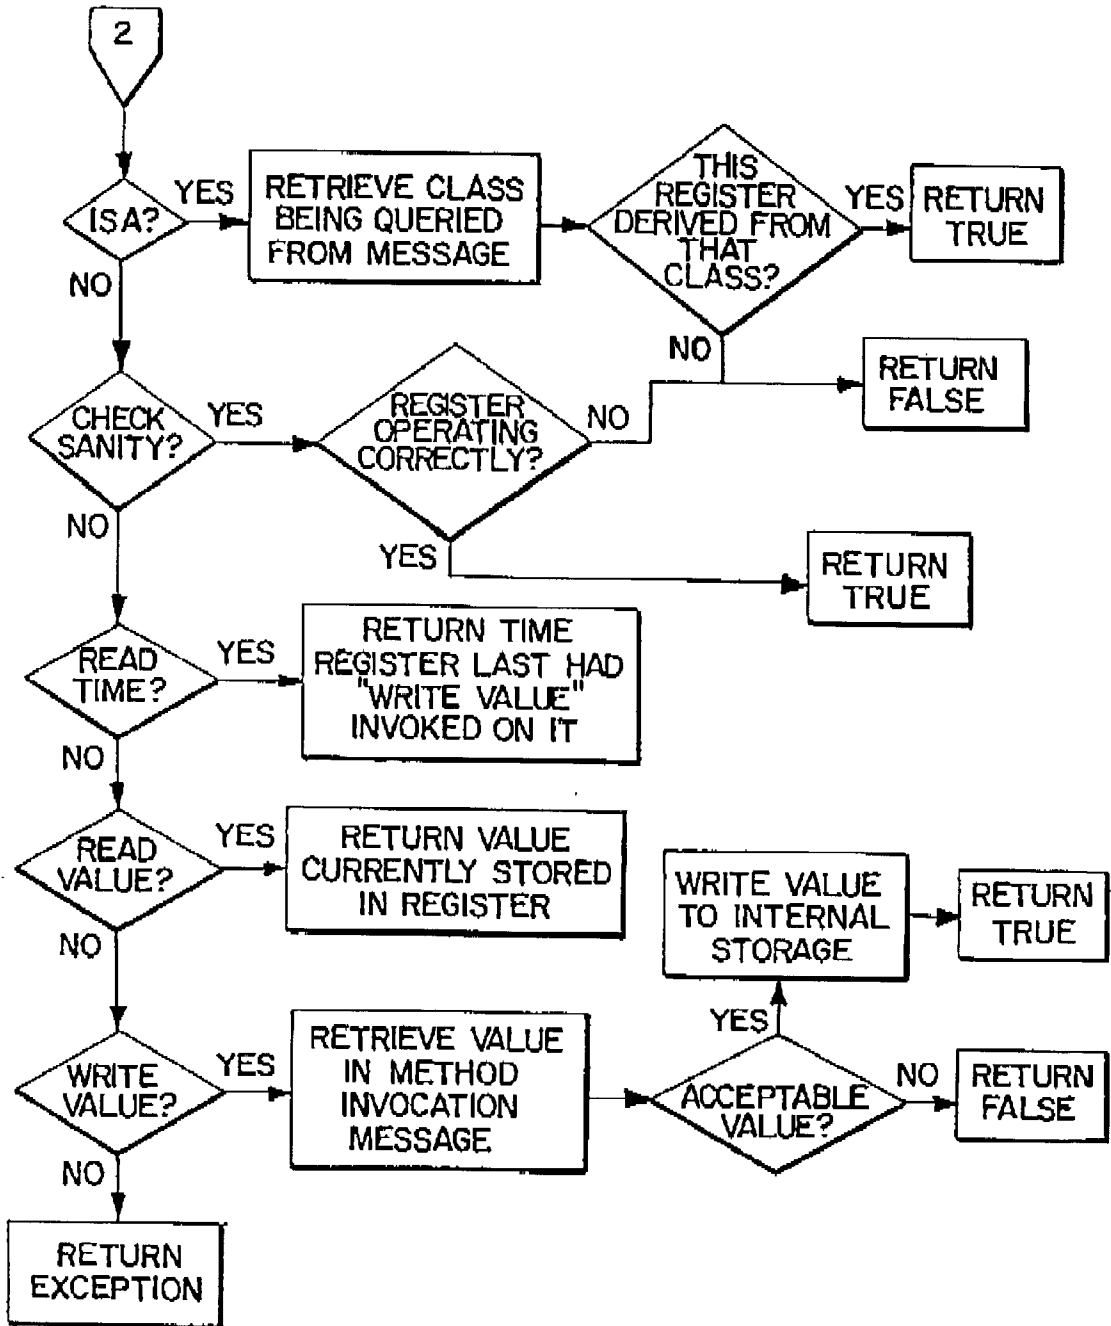 2
ISA?
YES
RETRIEVE CLASS
BEING QUERIED
FROM MESSAGE
THIS
REGISTER
DERIVED FROM
THAT
CLASS?
YES
RETURN
TRUE
NO
NO
RETURN
FALSE
CHECK
SANITY?
YES
REGISTER
OPERATING
CORRECTLY?
NO
NO
YES
RETURN
TRUE
READ
TIME?
YES
RETURN TIME
REGISTER LAST HAD
"WRITE VALUE"
INVOKED ON IT
NO
READ
VALUE?
YES
RETURN VALUE
CURRENTLY STORED
IN REGISTER
NO
WRITE VALUE
TO INTERNAL
STORAGE
RETURN
TRUE
WRITE
VALUE?
YES
RETRIEVE VALUE
IN METHOD
INVOCATION
MESSAGE
YES
ACCEPTABLE
VALUE?
NO
RETURN
FALSE
NO
RETURN
EXCEPTION